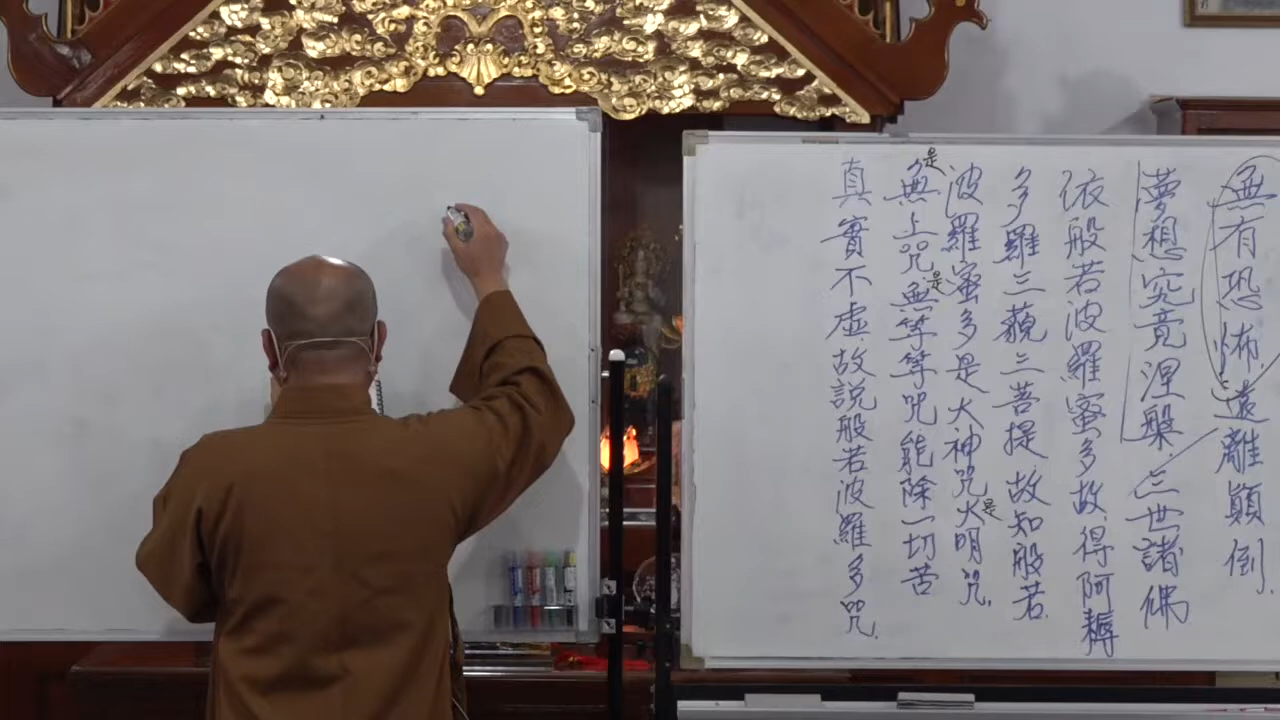 無有恐怖遠離顛倒.
夢想究竟涅槃.三世諸佛
依般若波羅蜜多故.得阿耨
多羅三藐三菩提.故知般若.
波羅蜜多是大神咒.是大明咒.
是無上咒.是無等等咒.能除一切苦
真實不虛.故說般若波羅多咒.